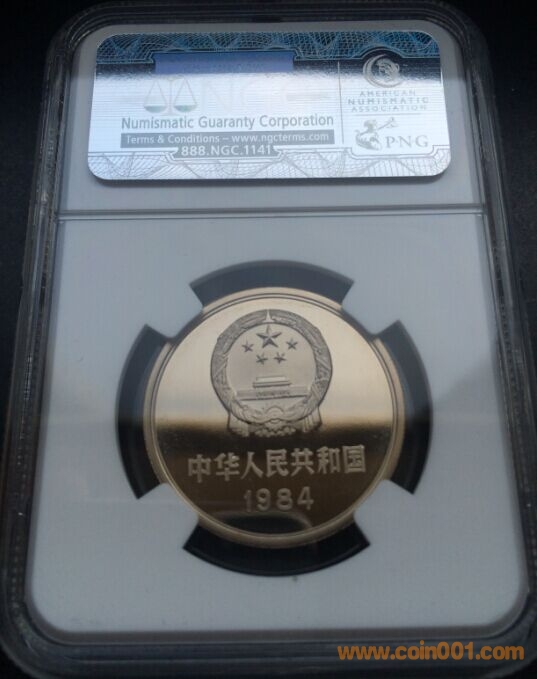 NGC
Numismatic Guaranty Corporation
Terms & Conditions – www.ngcterms.com
888.NGC.1141
AMERICAN
NUMISMATIC
ASSOCIATION
PNG
中华人民共和国
1984
www.coin001.com